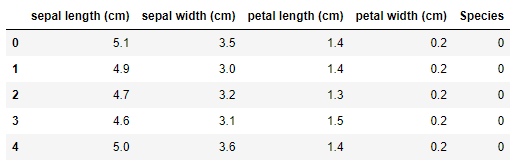 sepal length (cm) sepal width (cm) petal length (cm) petal width (cm) Species
0 5.1 3.5 1.4 0.2 0
1 4.9 3.0 1.4 0.2 0
2 4.7 3.2 1.3 0.2 0
3 4.6 3.1 1.5 0.2 0
4 5.0 3.6 1.4 0.2 0